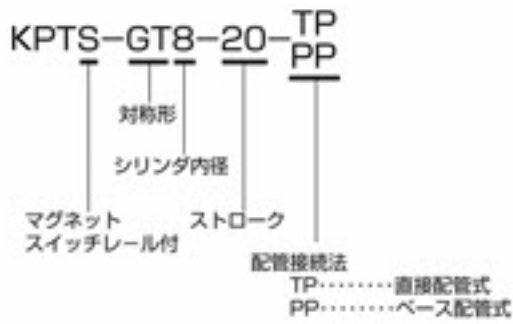 KPTS-GT8-20-TP
PP
対称形
シリンダ内径
マグネット
スイッチレール付
ストローク
配管接続法
TP········直接配管式
PP········ベース配管式